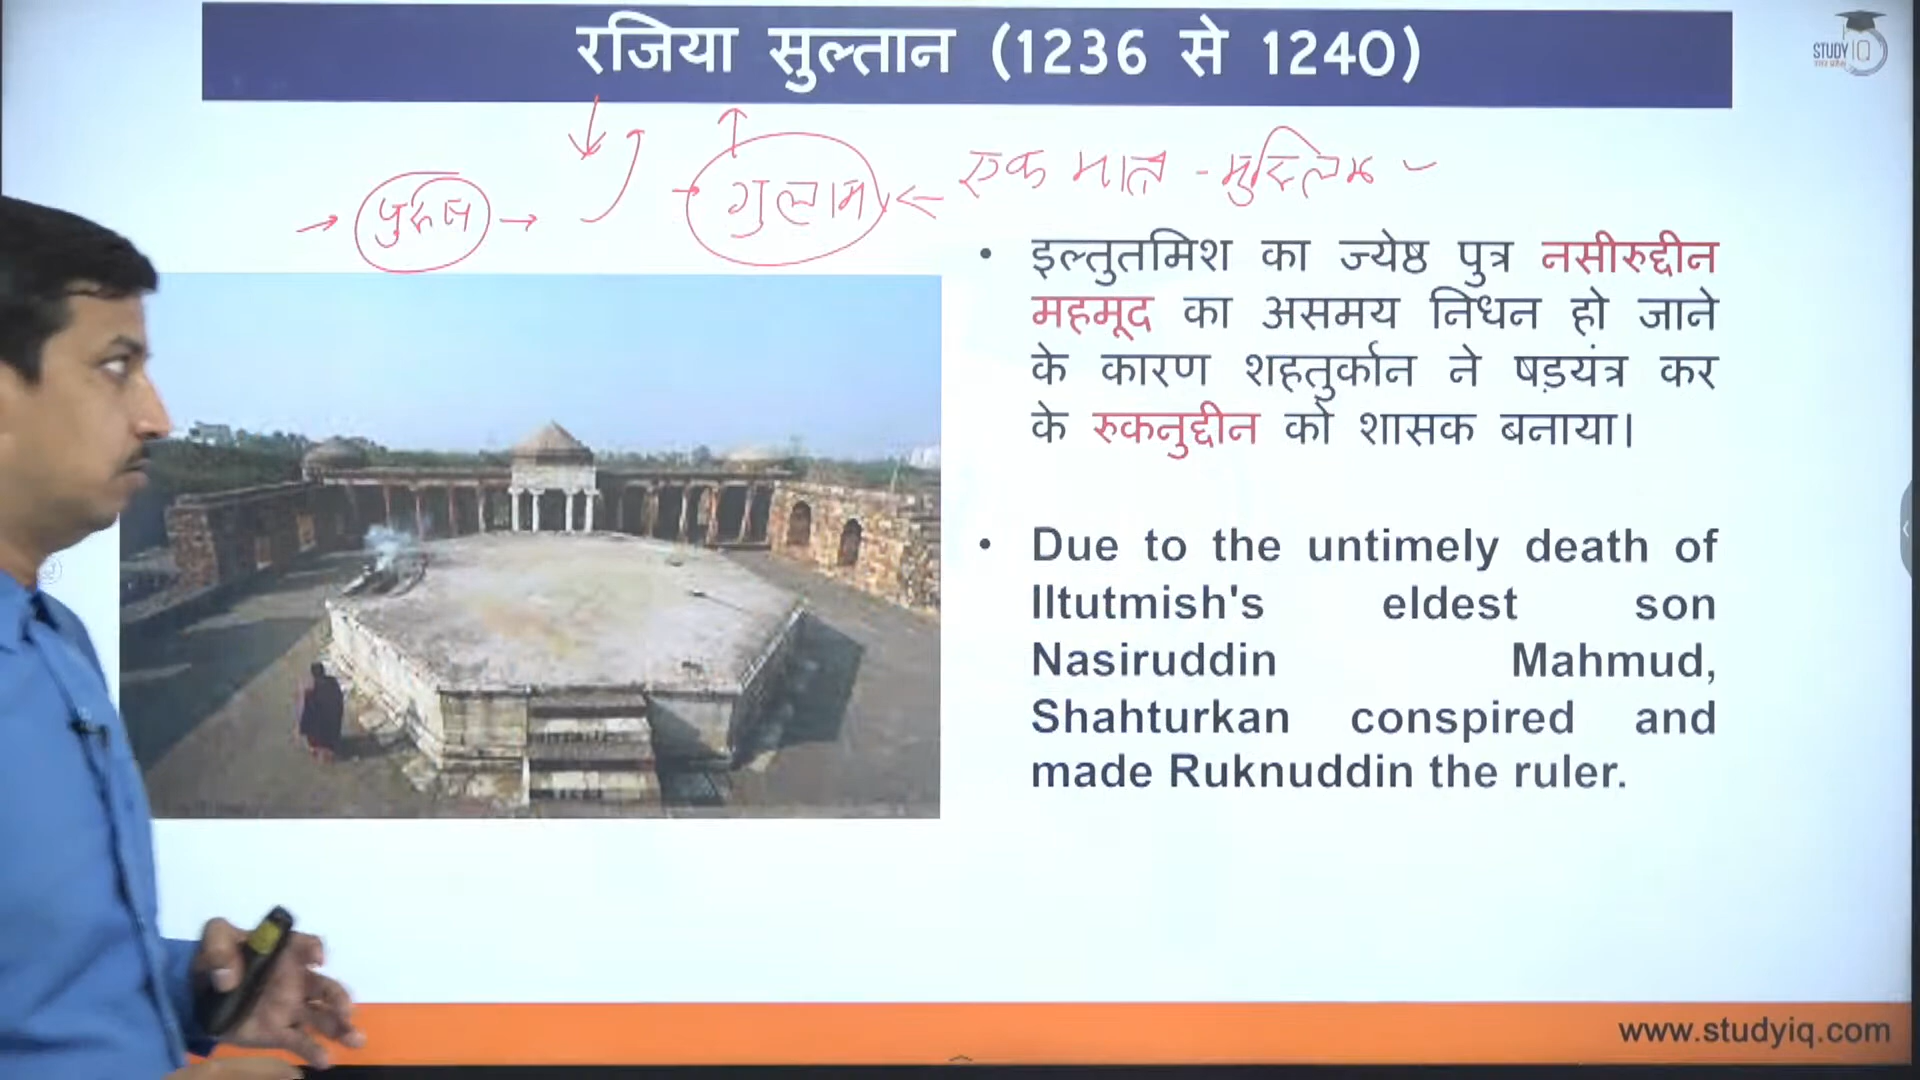 रजिया सुल्तान (1236 से 1240)
STUDY IQ
पुरुष
गुलाम
एक मात्र - मुस्लिम
• इल्तुतमिश का ज्येष्ठ पुत्र नसीरुद्दीन
महमूद का असमय निधन हो जाने
के कारण शहतुर्कान ने षड़यंत्र कर
के रुकनुद्दीन को शासक बनाया।
• Due to the untimely death of
Iltutmish's eldest son
Nasiruddin Mahmud,
Shahturkan conspired and
made Ruknuddin the ruler.
www.studyiq.com